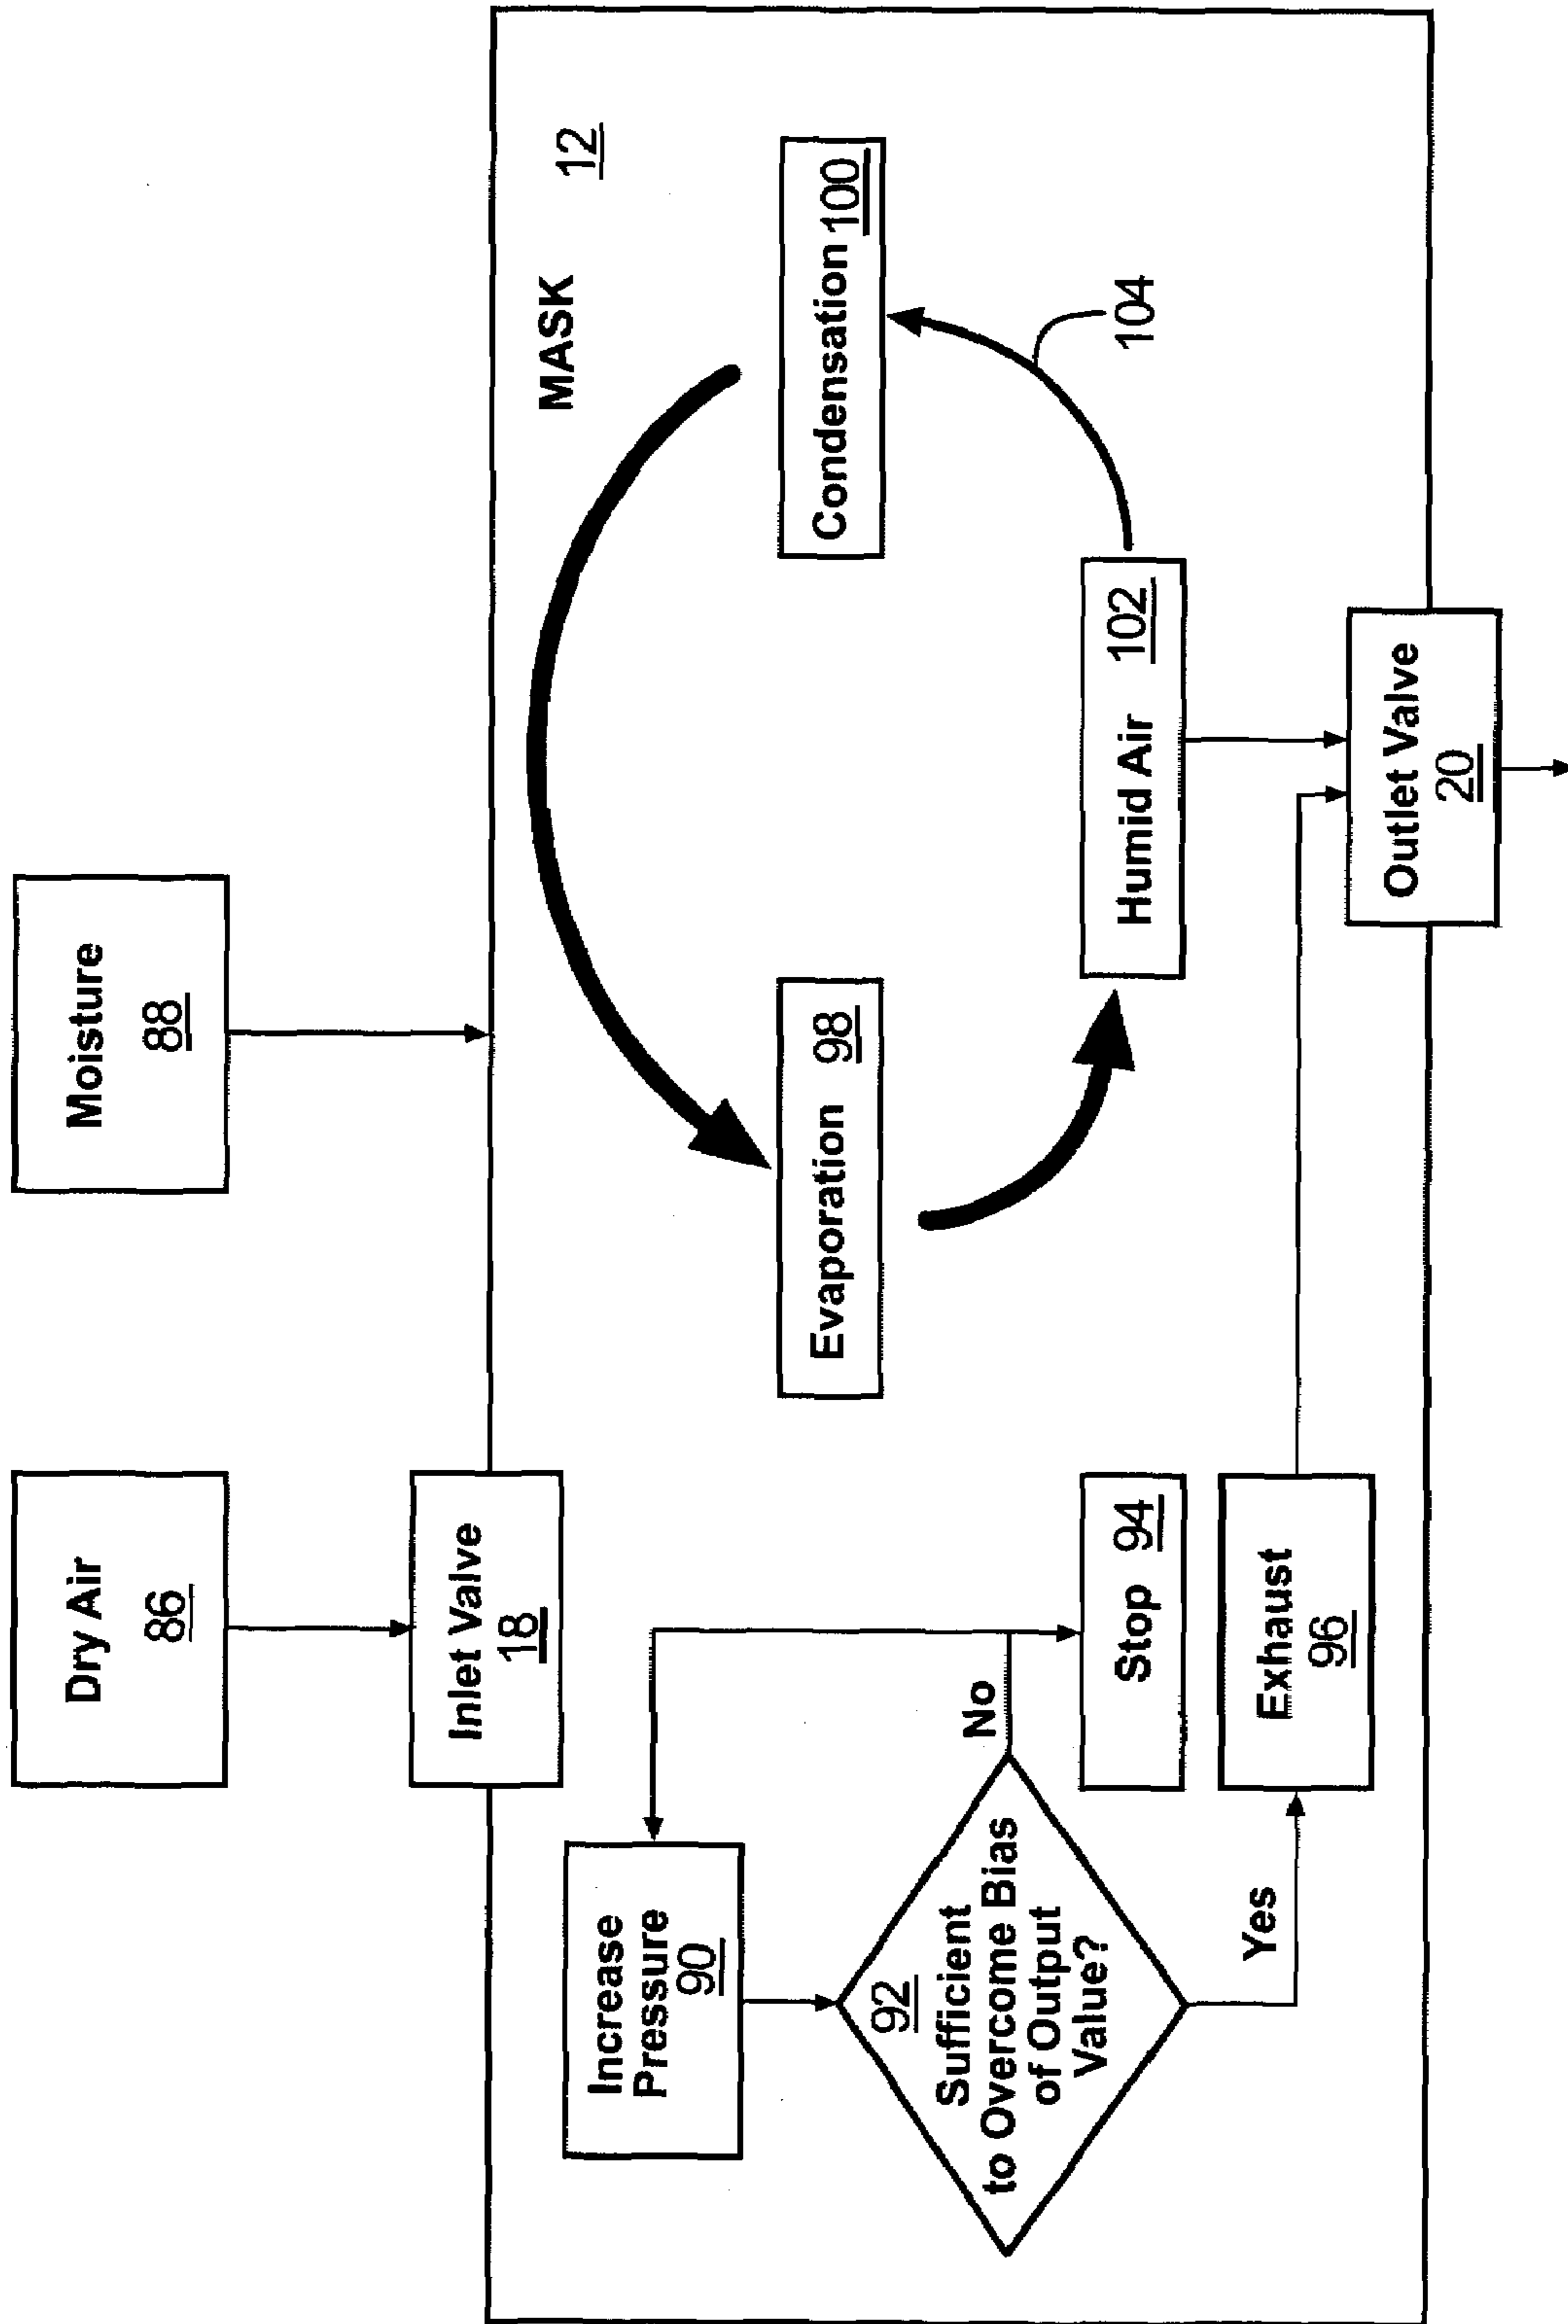 Dry Air
86
Moisture
88
Inlet Valve
18
MASK 12
Increase
Pressure
90
92
Sufficient
to Overcome Bias
of Output
Value?
No
Yes
Stop 94
Exhaust
96
Evaporation 98
Condensation 100
Humid Air 102
104
Outlet Valve
20